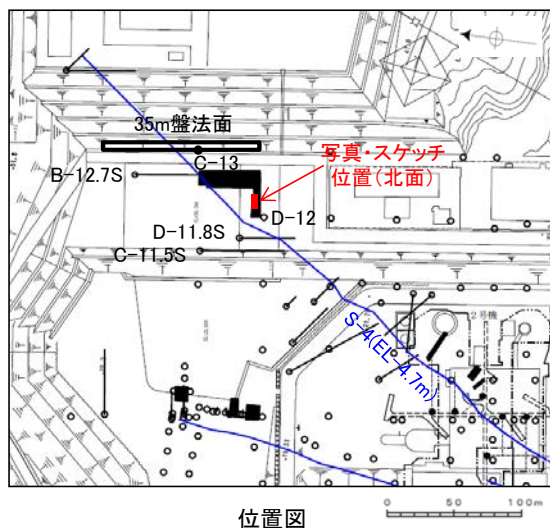 35m盤法面
C-13
写真・スケッチ
位置(北面)
B-12.7S
D-12
D-11.8S
C-11.5S
S-4(EL-4.7m)
2号機
位置図
0 50 100m